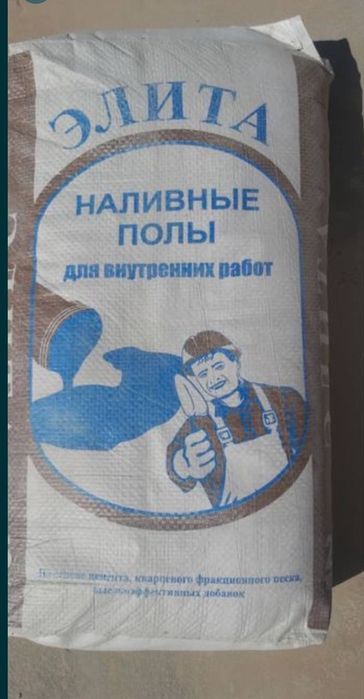 ЭЛИТА
НАЛИВНЫЕ
ПОЛЫ
для внутренних работ
цемента, кварцевого фракционного песка,
добавок